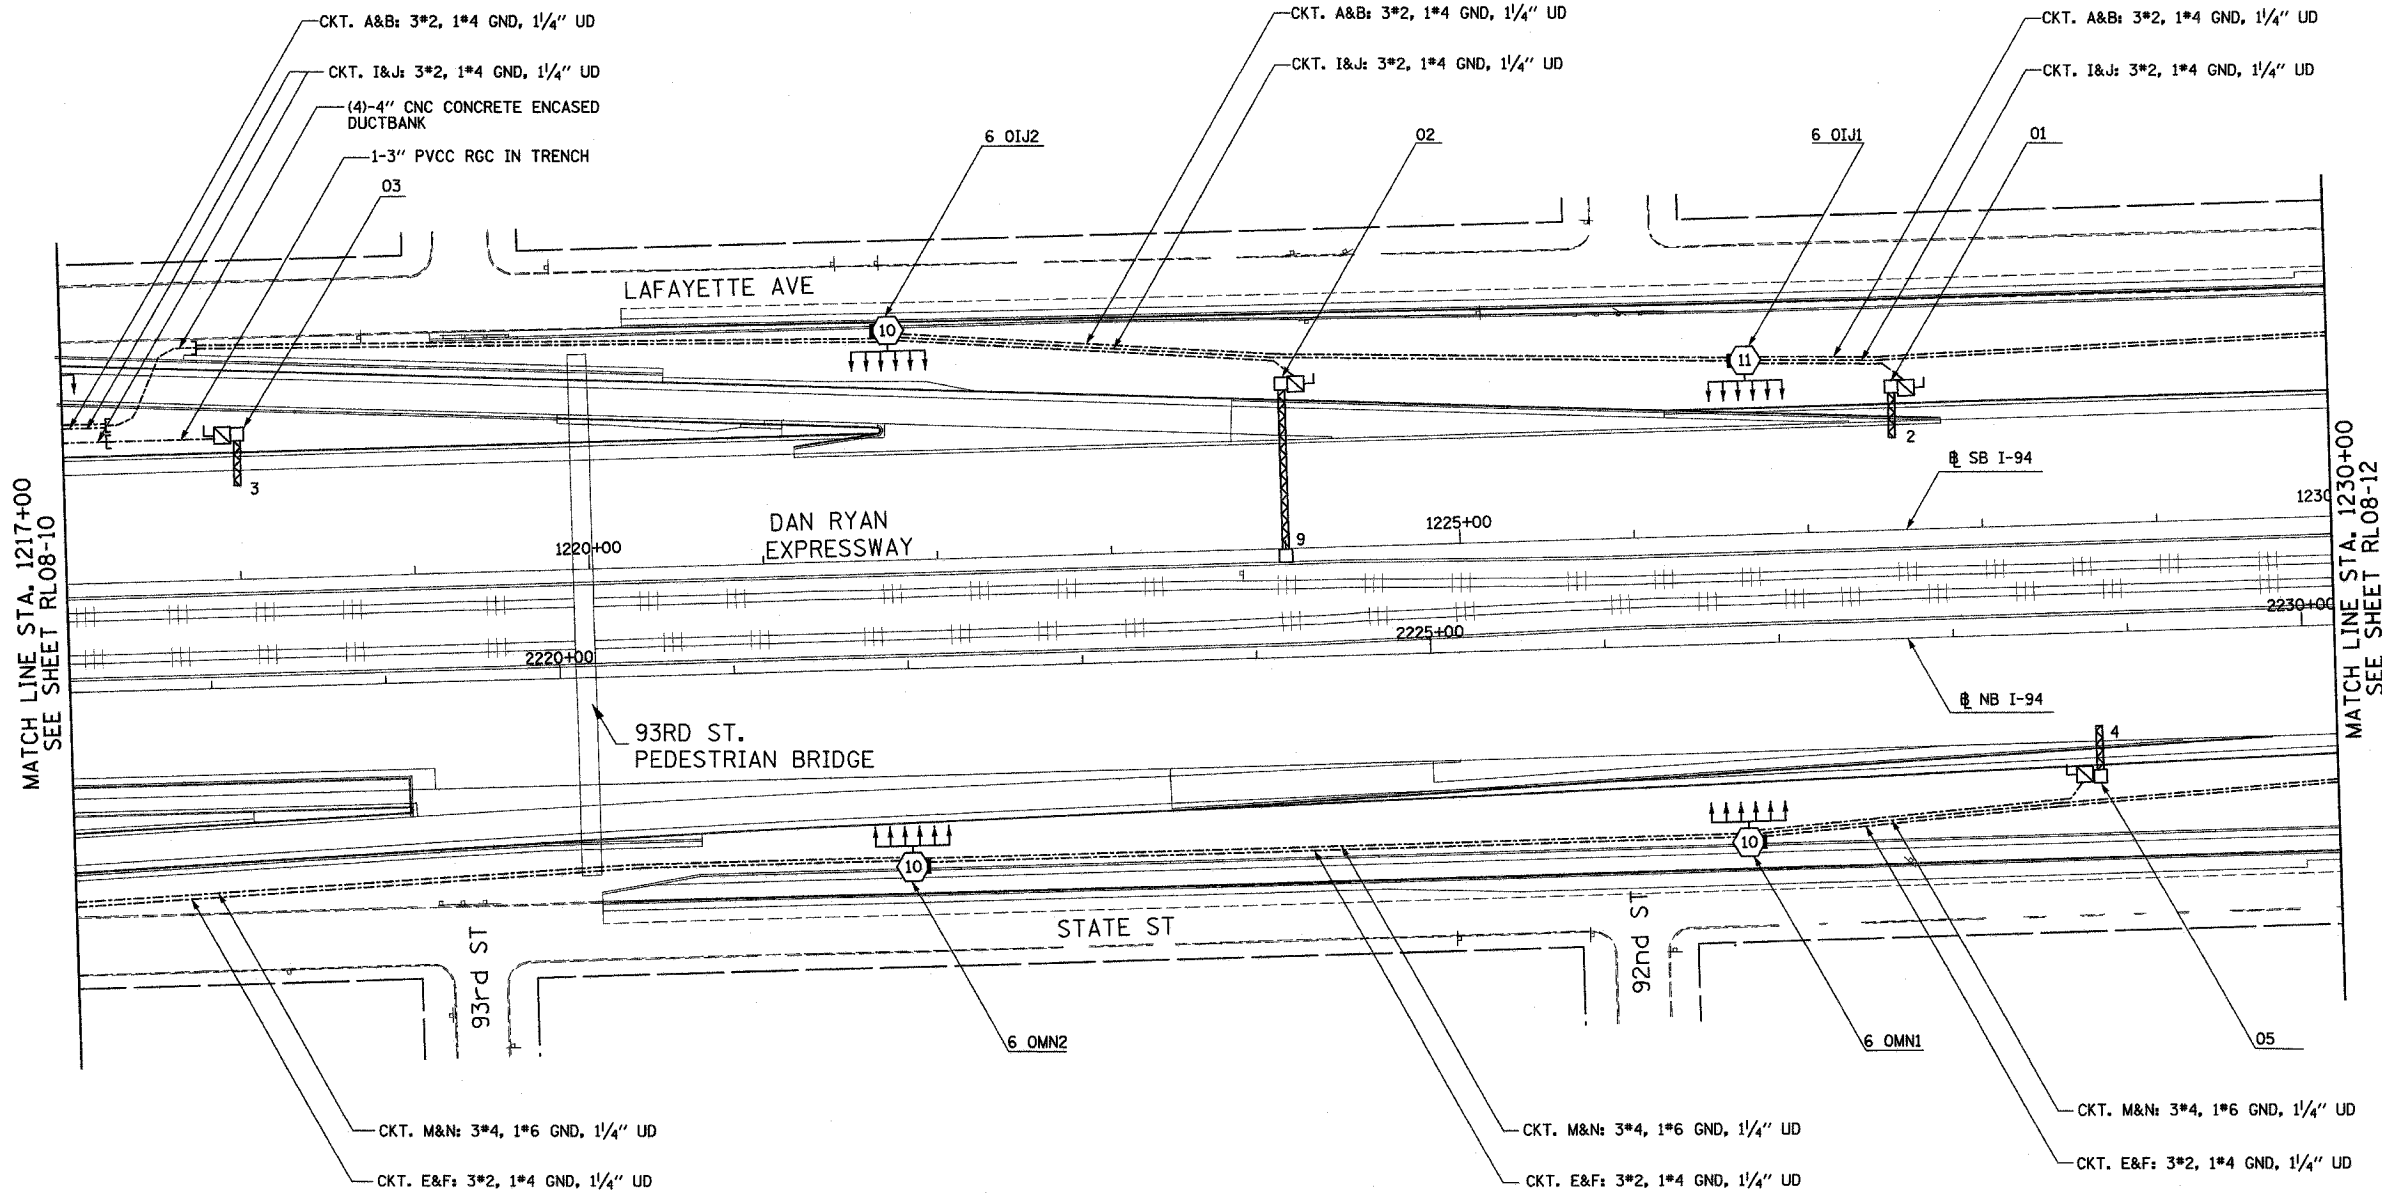 CKT. A&B: 3#2, 1#4 GND, 1 1/4" UD
CKT. I&J: 3#2, 1#4 GND, 1 1/4" UD
(4)-4" CNC CONCRETE ENCASED
DUCTBANK
1-3" PVCC RGC IN TRENCH
03
CKT. A&B: 3#2, 1#4 GND, 1 1/4" UD
CKT. I&J: 3#2, 1#4 GND, 1 1/4" UD
6 OIJ2
02
CKT. A&B: 3#2, 1#4 GND, 1 1/4" UD
CKT. I&J: 3#2, 1#4 GND, 1 1/4" UD
6 OIJ1
01
LAFAYETTE AVE
10
11
2
3
9
℄ SB I-94
DAN RYAN
EXPRESSWAY
1220+00
1225+00
1230
2220+00
2225+00
2230+00
℄ NB I-94
MATCH LINE STA. 1217+00
SEE SHEET RL08-10
MATCH LINE STA. 1230+00
SEE SHEET RL08-12
93RD ST.
PEDESTRIAN BRIDGE
4
10
10
STATE ST
93rd ST
92nd ST
6 OMN2
6 OMN1
05
CKT. M&N: 3#4, 1#6 GND, 1 1/4" UD
CKT. E&F: 3#2, 1#4 GND, 1 1/4" UD
CKT. M&N: 3#4, 1#6 GND, 1 1/4" UD
CKT. E&F: 3#2, 1#4 GND, 1 1/4" UD
CKT. M&N: 3#4, 1#6 GND, 1 1/4" UD
CKT. E&F: 3#2, 1#4 GND, 1 1/4" UD